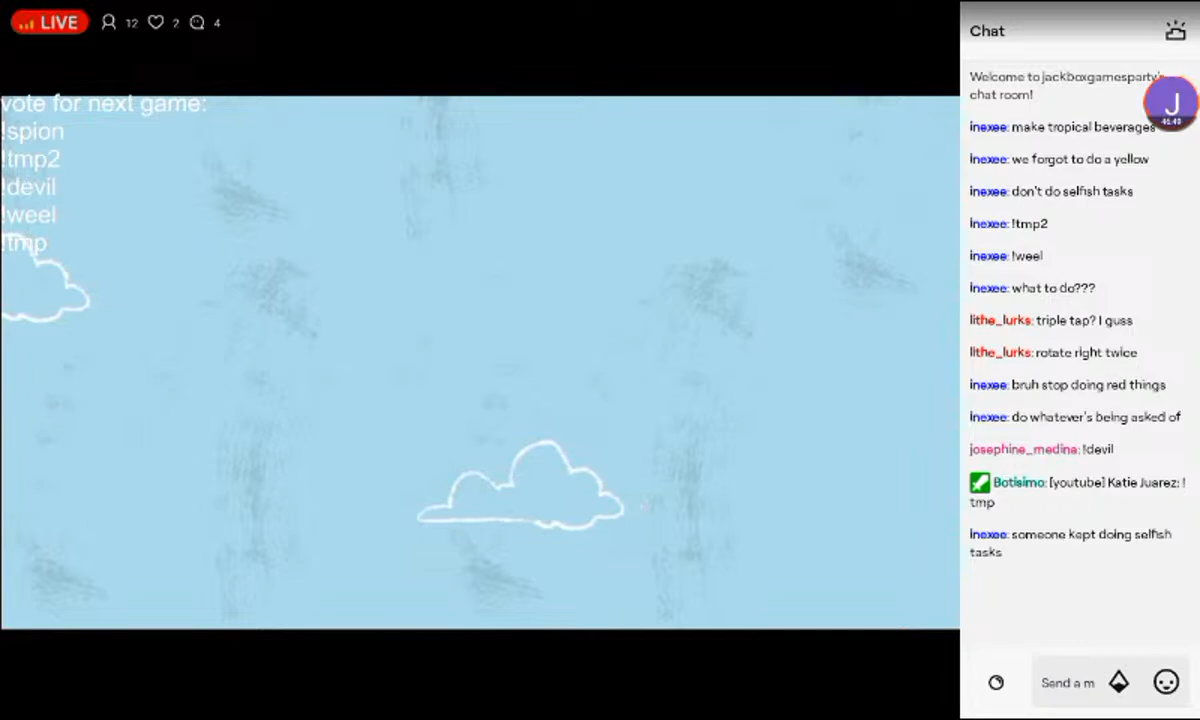 LIVE 12 2 4
vote for next game:
!spion
!tmp2
!devil
!weel
!tmp
Chat
Welcome to jackboxgamesparty's
chat room!
J
46:49
inexee: make tropical beverages
inexee: we forgot to do a yellow
inexee: don't do selfish tasks
inexee: !tmp2
inexee: !weel
inexee: what to do???
lithe_lurks: triple tap? I guss
lithe_lurks: rotate right twice
inexee: bruh stop doing red things
inexee: do whatever's being asked of
josephine_medina: !devil
Botisimo: [youtube] Katie Juarez: !
tmp
inexee: someone kept doing selfish
tasks
Send a m